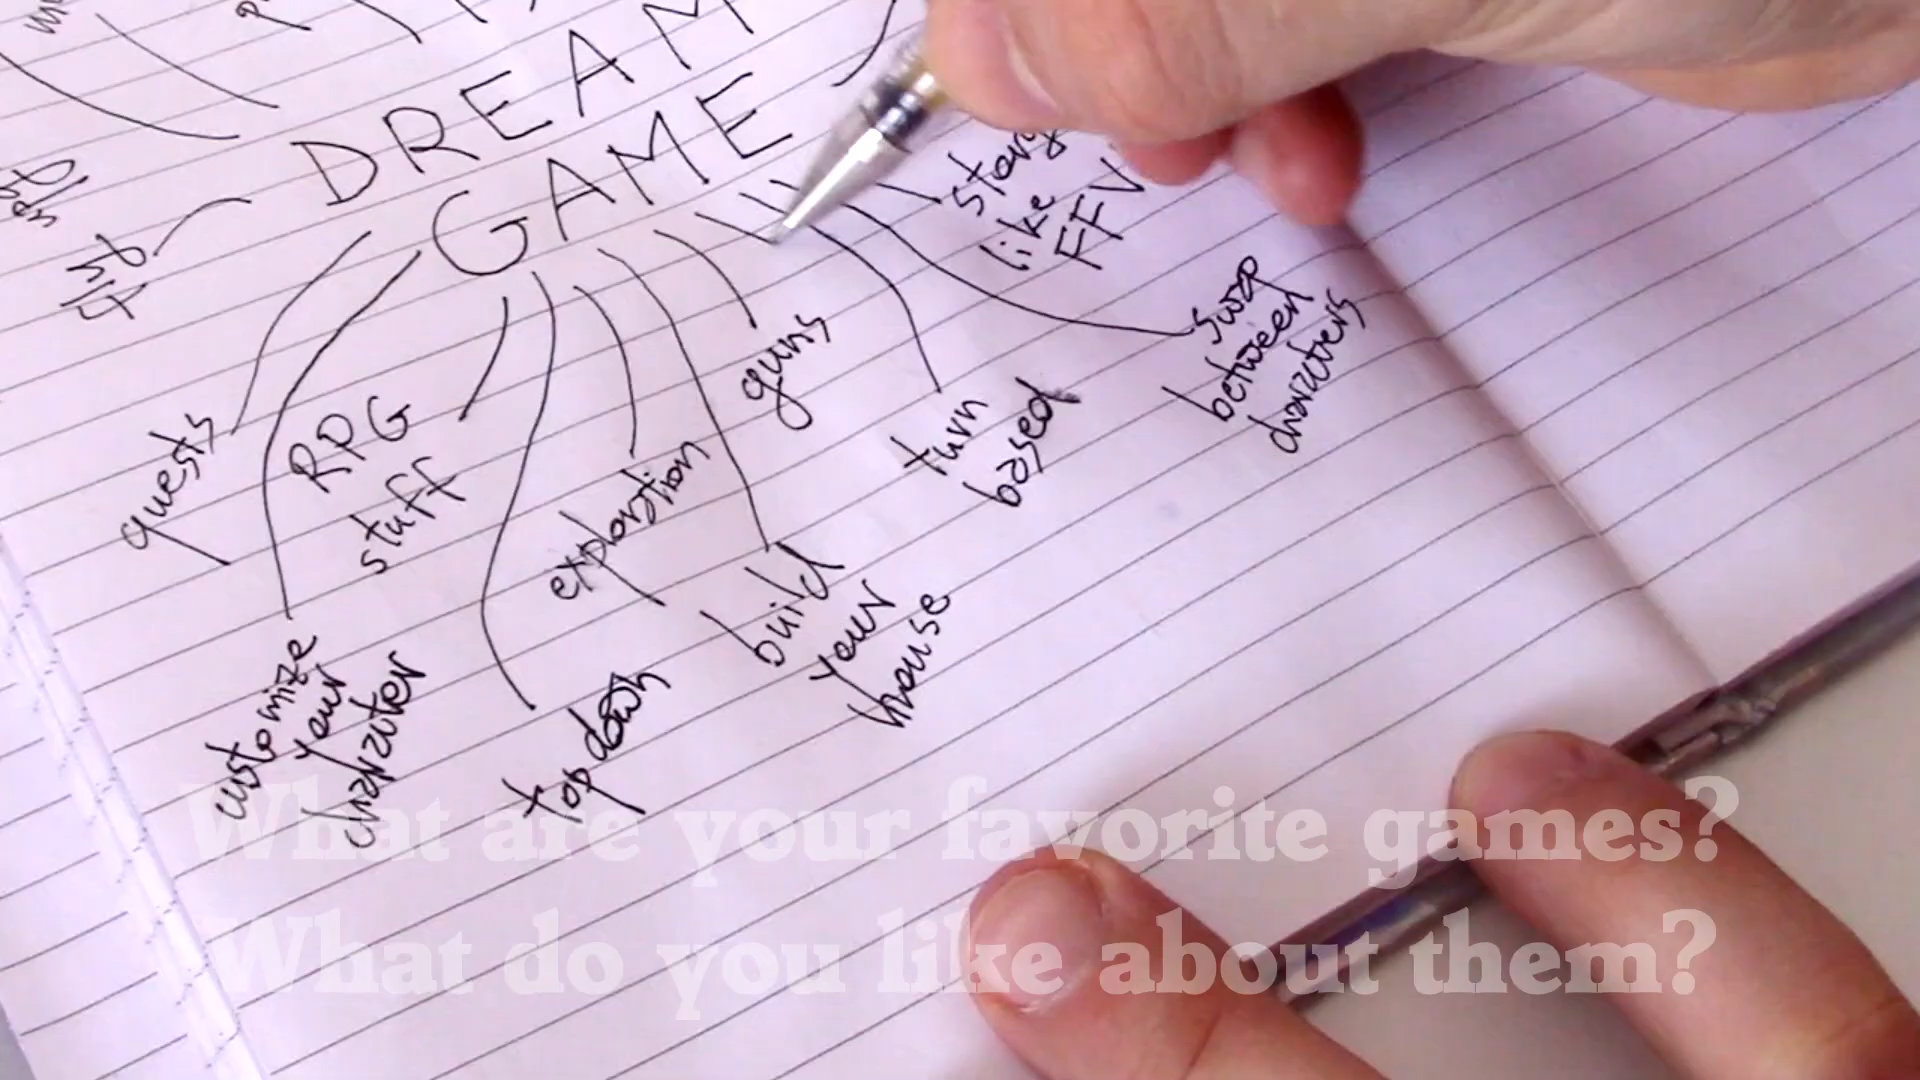 DREAM
GAME
quests
customize
your
character
RPG
stuff
top down
exploration
build
your
house
guns
turn
based
swap
between
characters
story
like
FFV
What are your favorite games?
What do you like about them?